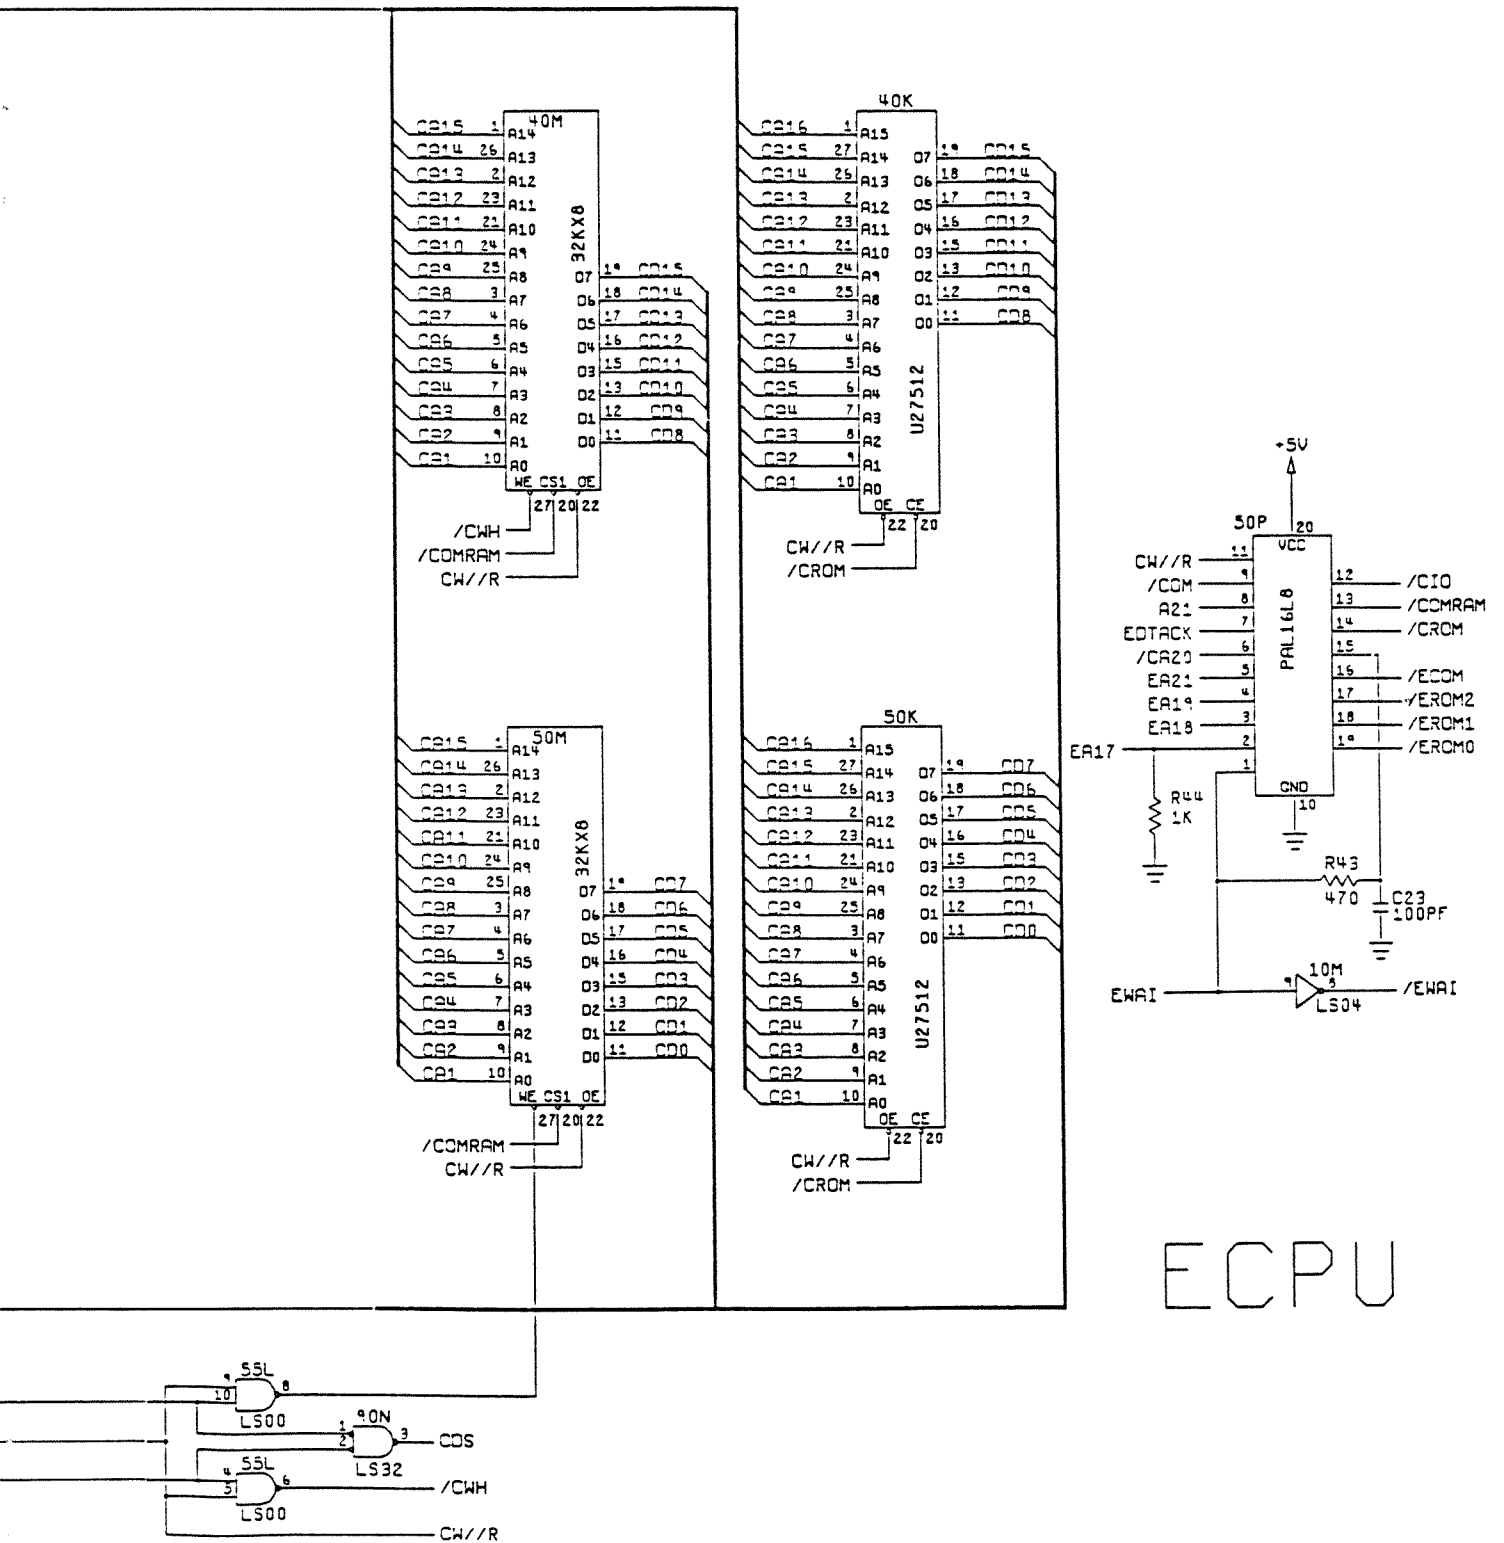 40M
CA15 1 A14
CA14 26 A13
CA13 2 A12
CA12 23 A11
CA11 21 A10
CA10 24 A9
CA9 25 A8
CA8 3 A7
CA7 4 A6
CA6 5 A5
CA5 6 A4
CA4 7 A3
CA3 8 A2
CA2 9 A1
CA1 10 A0
32KX8
D7 19 CD15
D6 18 CD14
D5 17 CD13
D4 16 CD12
D3 15 CD11
D2 13 CD10
D1 12 CD9
D0 11 CD8
WE CS1 OE
27 20 22
/CWH
/COMRAM
CW//R
40K
CA16 1 A15
CA15 27 A14
CA14 26 A13
CA13 2 A12
CA12 23 A11
CA11 21 A10
CA10 24 A9
CA9 25 A8
CA8 3 A7
CA7 4 A6
CA6 5 A5
CA5 6 A4
CA4 7 A3
CA3 8 A2
CA2 9 A1
CA1 10 A0
U27512
D7 19 CD15
D6 18 CD14
D5 17 CD13
D4 16 CD12
D3 15 CD11
D2 13 CD10
D1 12 CD9
D0 11 CD8
OE CE
22 20
CW//R
/CROM
50M
CA15 1 A14
CA14 26 A13
CA13 2 A12
CA12 23 A11
CA11 21 A10
CA10 24 A9
CA9 25 A8
CA8 3 A7
CA7 4 A6
CA6 5 A5
CA5 6 A4
CA4 7 A3
CA3 8 A2
CA2 9 A1
CA1 10 A0
32KX8
D7 19 CD7
D6 18 CD6
D5 17 CD5
D4 16 CD4
D3 15 CD3
D2 13 CD2
D1 12 CD1
D0 11 CD0
WE CS1 OE
27 20 22
/COMRAM
CW//R
50K
CA16 1 A15
CA15 27 A14
CA14 26 A13
CA13 2 A12
CA12 23 A11
CA11 21 A10
CA10 24 A9
CA9 25 A8
CA8 3 A7
CA7 4 A6
CA6 5 A5
CA5 6 A4
CA4 7 A3
CA3 8 A2
CA2 9 A1
CA1 10 A0
U27512
D7 19 CD7
D6 18 CD6
D5 17 CD5
D4 16 CD4
D3 15 CD3
D2 13 CD2
D1 12 CD1
D0 11 CD0
OE CE
22 20
CW//R
/CROM
+5V
50P 20
VCC
CW//R 11
/COM 9
A21 8
EDTACK 7
/CA20 6
EA21 5
EA19 4
EA18 3
EA17 2
1
PAL16L8
12 /CIO
13 /COMRAM
14 /CROM
15
16 /ECOM
17 /EROM2
18 /EROM1
19 /EROM0
GND
10
R44
1K
R43
470
C23
100PF
EWAI 9 10M 8 /EWAI
LS04
ECPU
55L
9
10 8
LS00
90N
1
2 3 CDS
LS32
55L
4
5 6 /CWH
LS00
CW//R